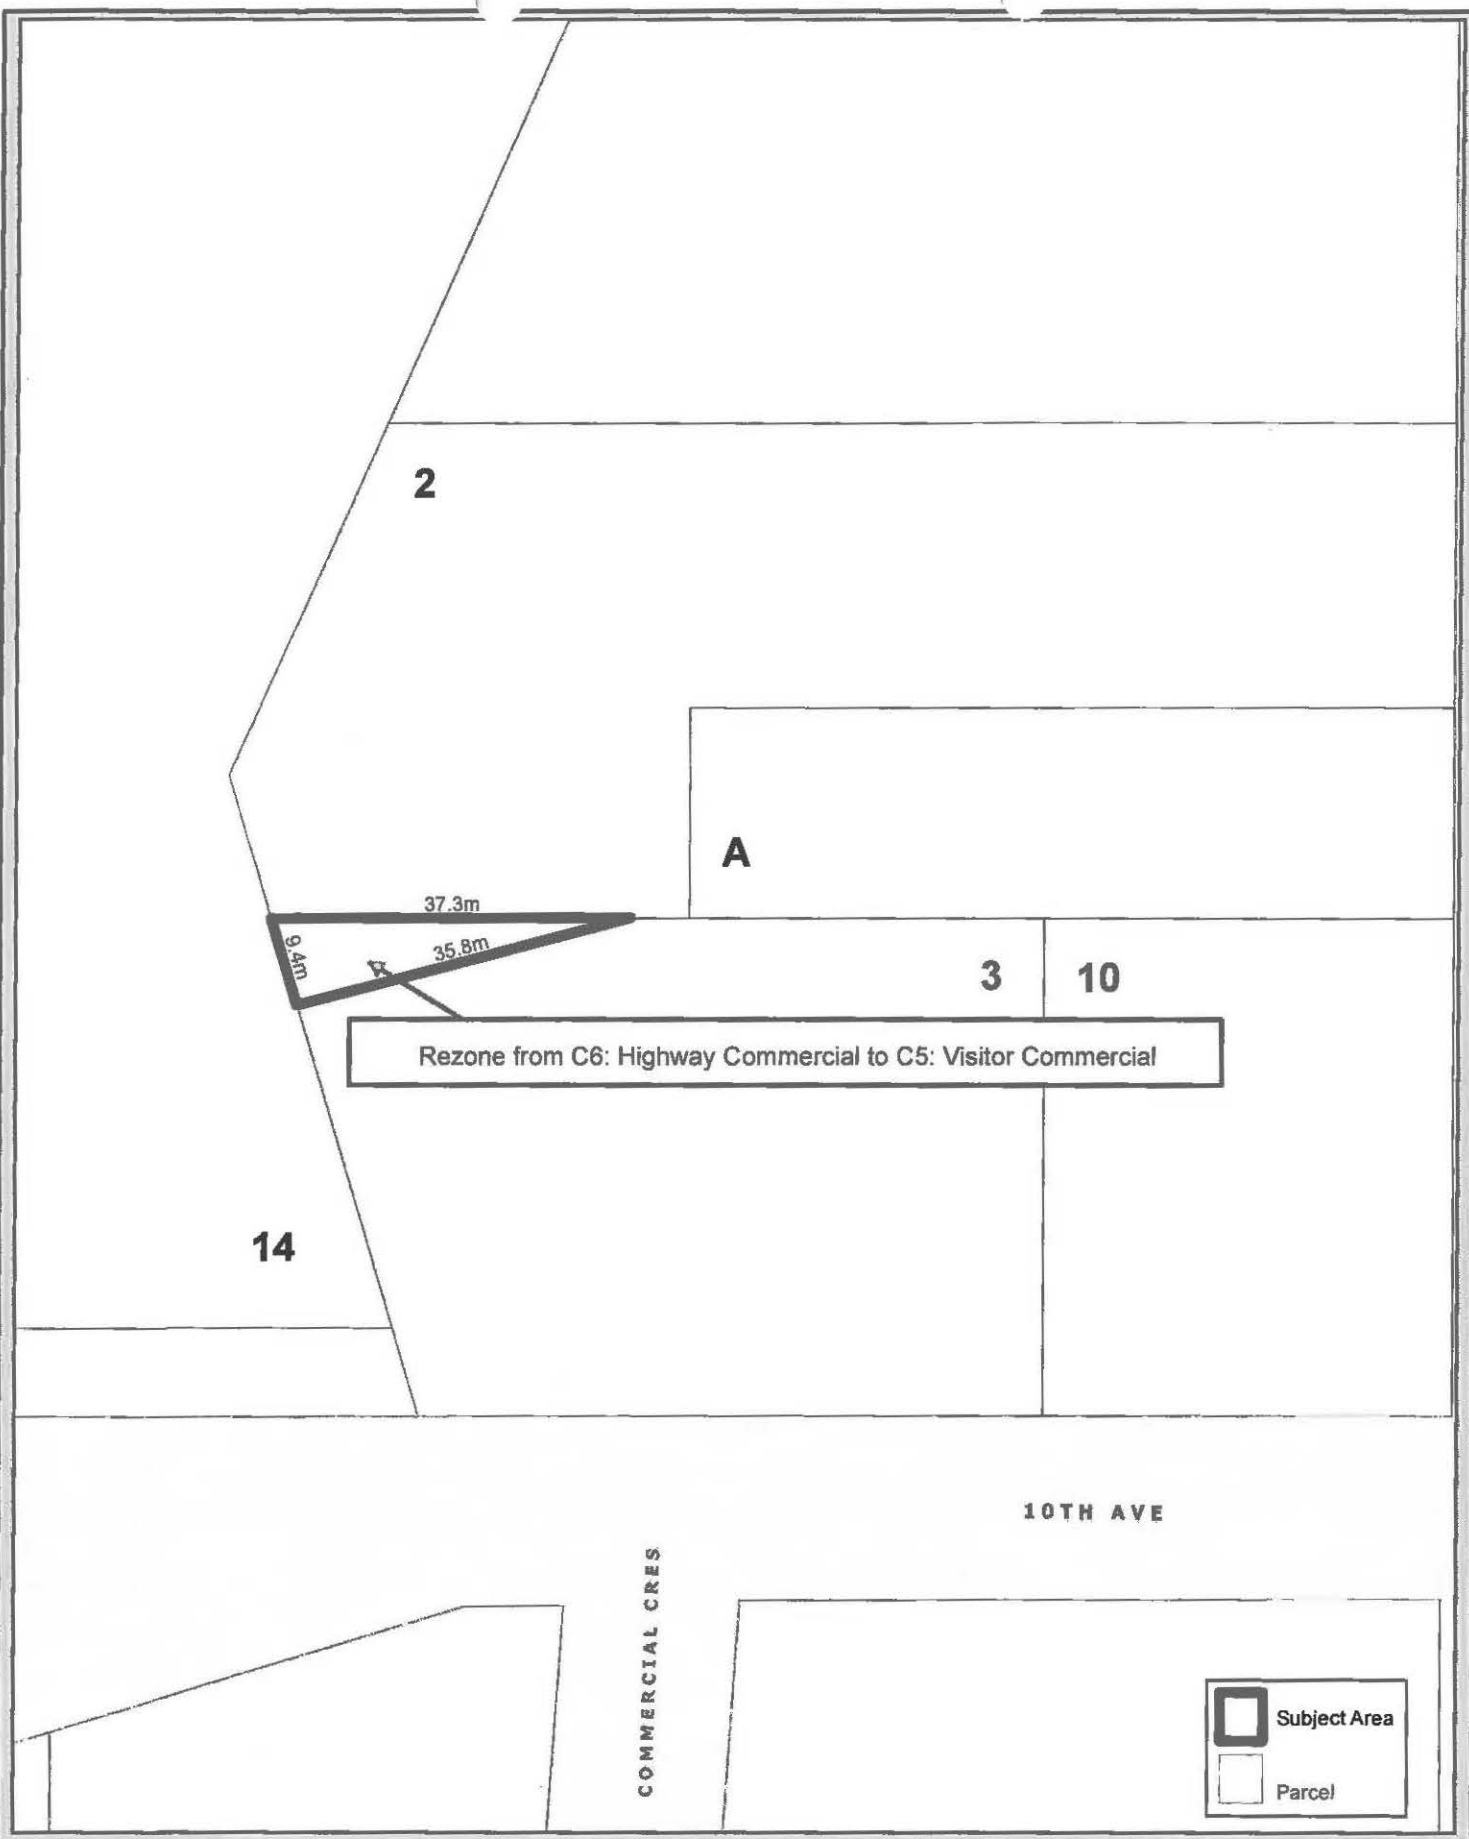 2
A
37.3m
35.8m
9.4m
3
10
Rezone from C6: Highway Commercial to C5: Visitor Commercial
14
10TH AVE
COMMERCIAL CRES
Subject Area
Parcel